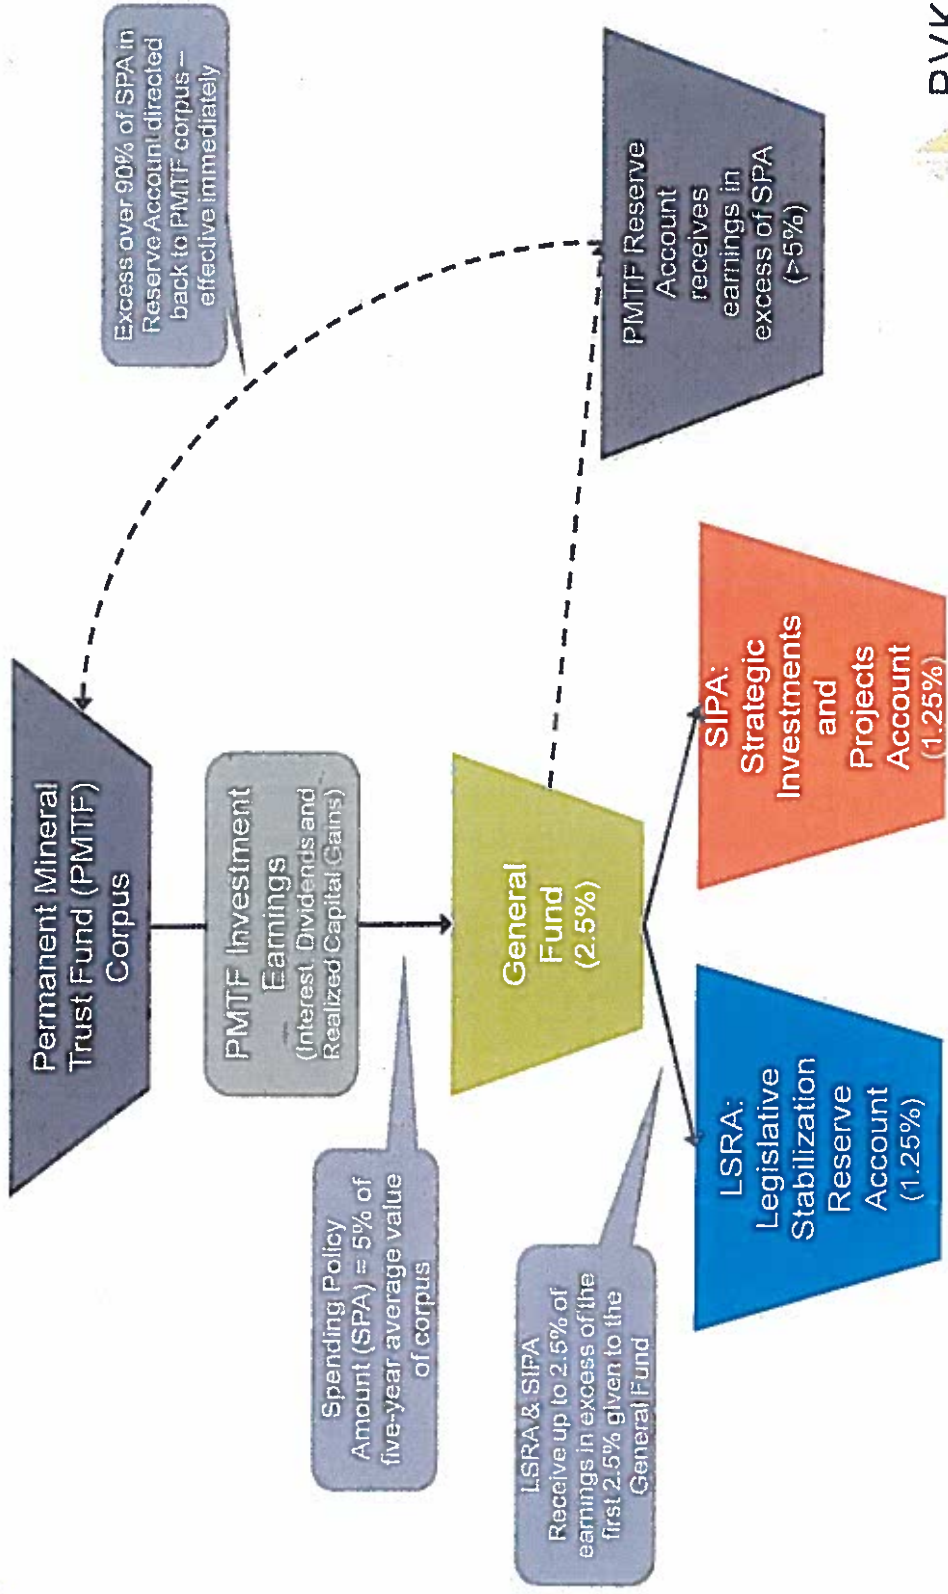 Permanent Mineral
Trust Fund (PMTF)
Corpus
Excess over 90% of SPA in
Reserve Account directed
back to PMTF corpus –
effective immediately
PMTF Investment
Earnings
(Interest, Dividends and
Realized Capital Gains)
Spending Policy
Amount (SPA) = 5% of
five-year average value
of corpus
General
Fund
(2.5%)
PMTF Reserve
Account
receives
earnings in
excess of SPA
(>5%)
LSRA & SIPA
Receive up to 2.5% of
earnings in excess of the
first 2.5% given to the
General Fund
LSRA:
Legislative
Stabilization
Reserve
Account
(1.25%)
SIPA:
Strategic
Investments
and
Projects
Account
(1.25%)